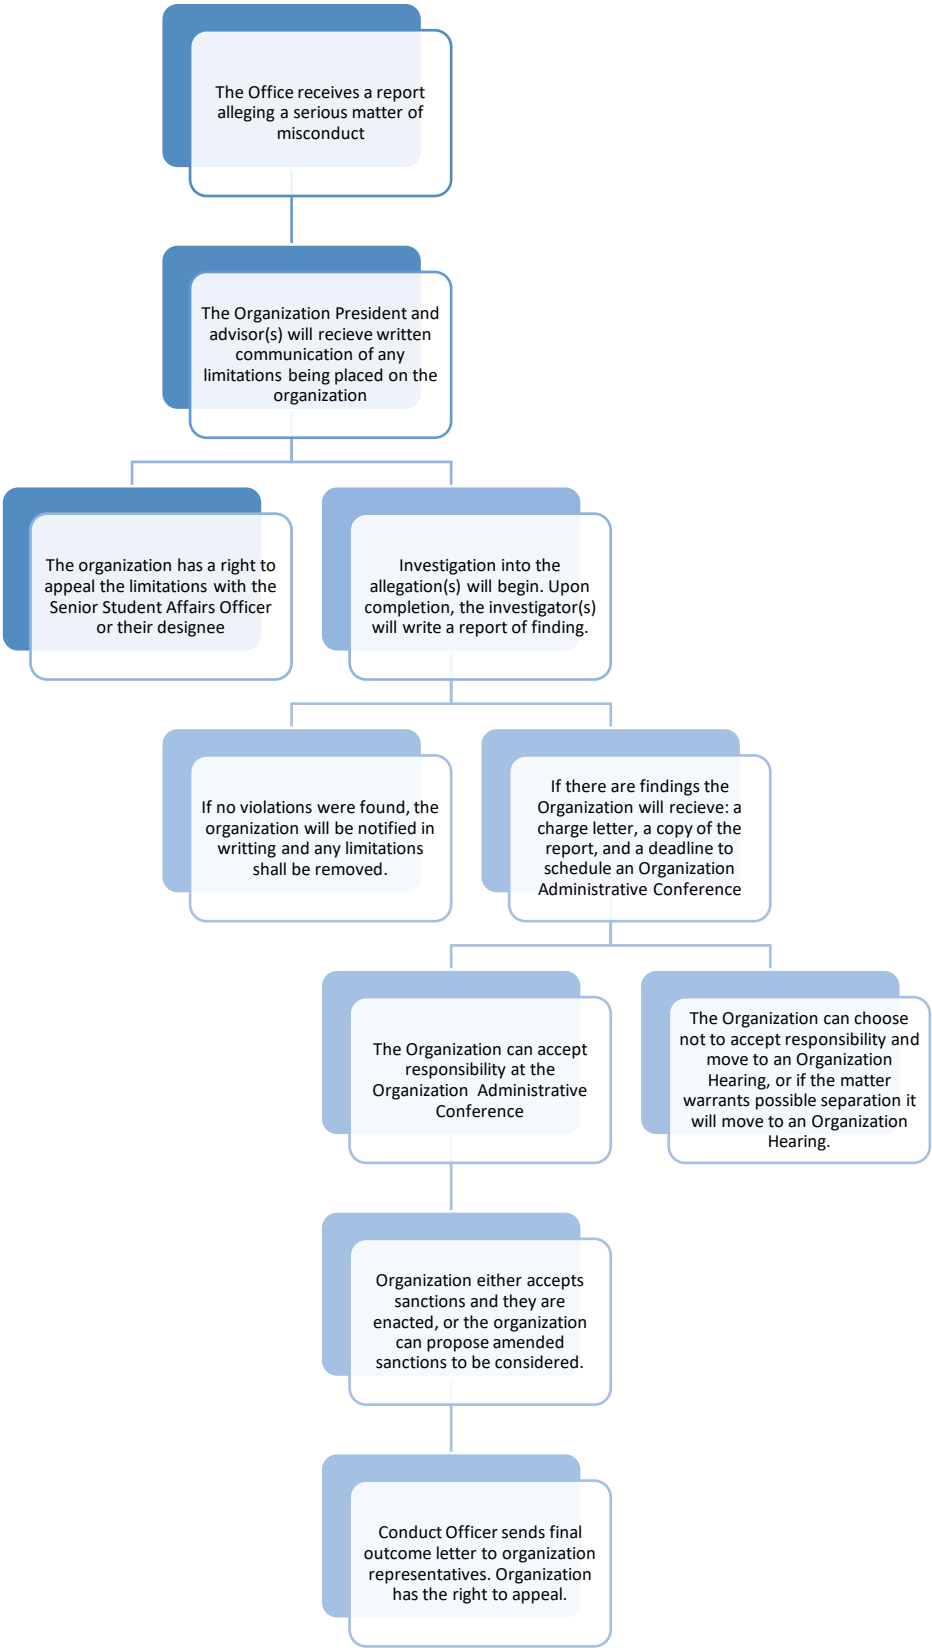 The Office receives a report
alleging a serious matter of
misconduct
The Organization President and
advisor(s) will recieve written
communication of any
limitations being placed on the
organization
The organization has a right to
appeal the limitations with the
Senior Student Affairs Officer
or their designee
Investigation into the
allegation(s) will begin. Upon
completion, the investigator(s)
will write a report of finding.
If no violations were found, the
organization will be notified in
writting and any limitations
shall be removed.
If there are findings the
Organization will recieve: a
charge letter, a copy of the
report, and a deadline to
schedule an Organization
Administrative Conference
The Organization can accept
responsibility at the
Organization Administrative
Conference
The Organization can choose
not to accept responsibility and
move to an Organization
Hearing, or if the matter
warrants possible separation it
will move to an Organization
Hearing.
Organization either accepts
sanctions and they are
enacted, or the organization
can propose amended
sanctions to be considered.
Conduct Officer sends final
outcome letter to organization
representatives. Organization
has the right to appeal.